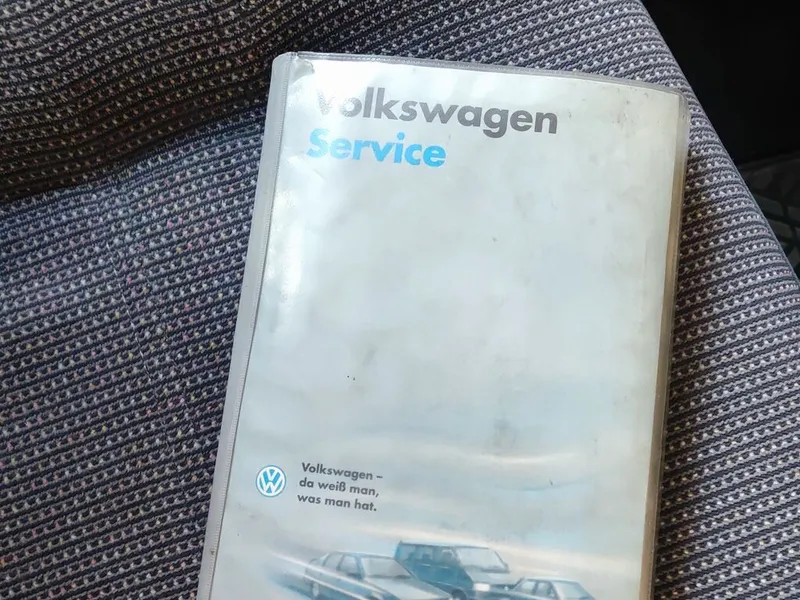 Volkswagen
Service
Volkswagen –
da weiß man,
was man hat.